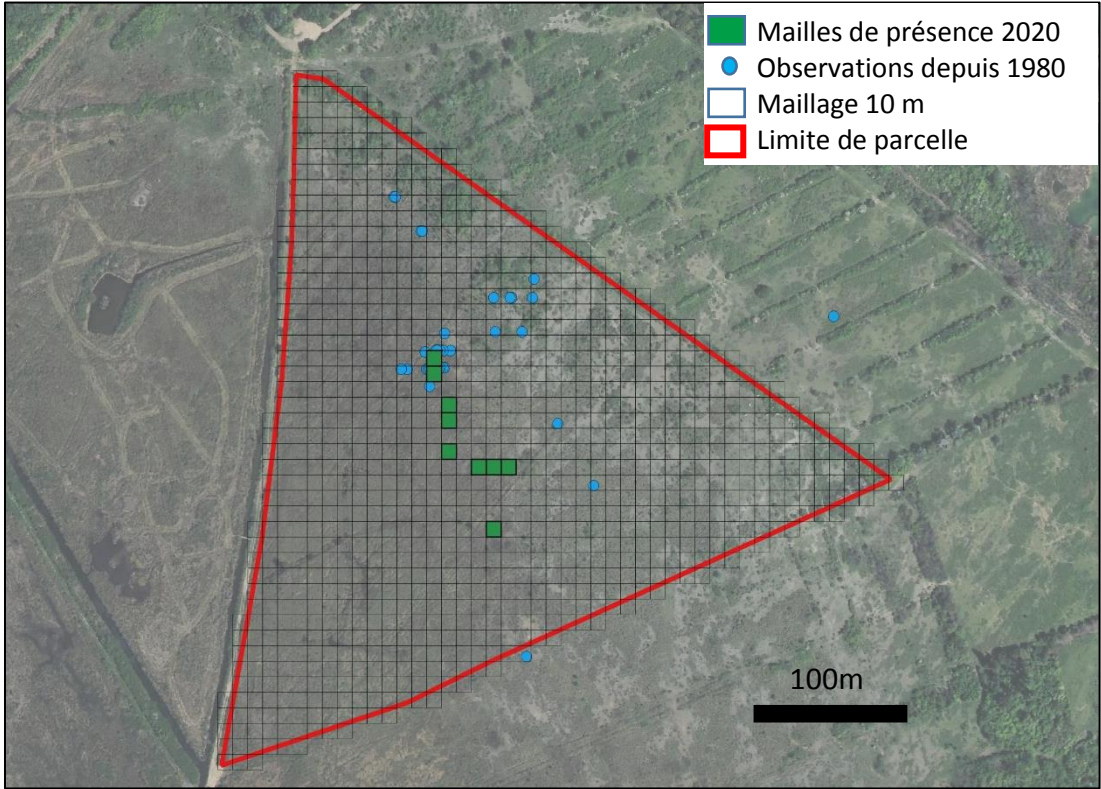 Mailles de présence 2020
Observations depuis 1980
Maillage 10 m
Limite de parcelle
100m